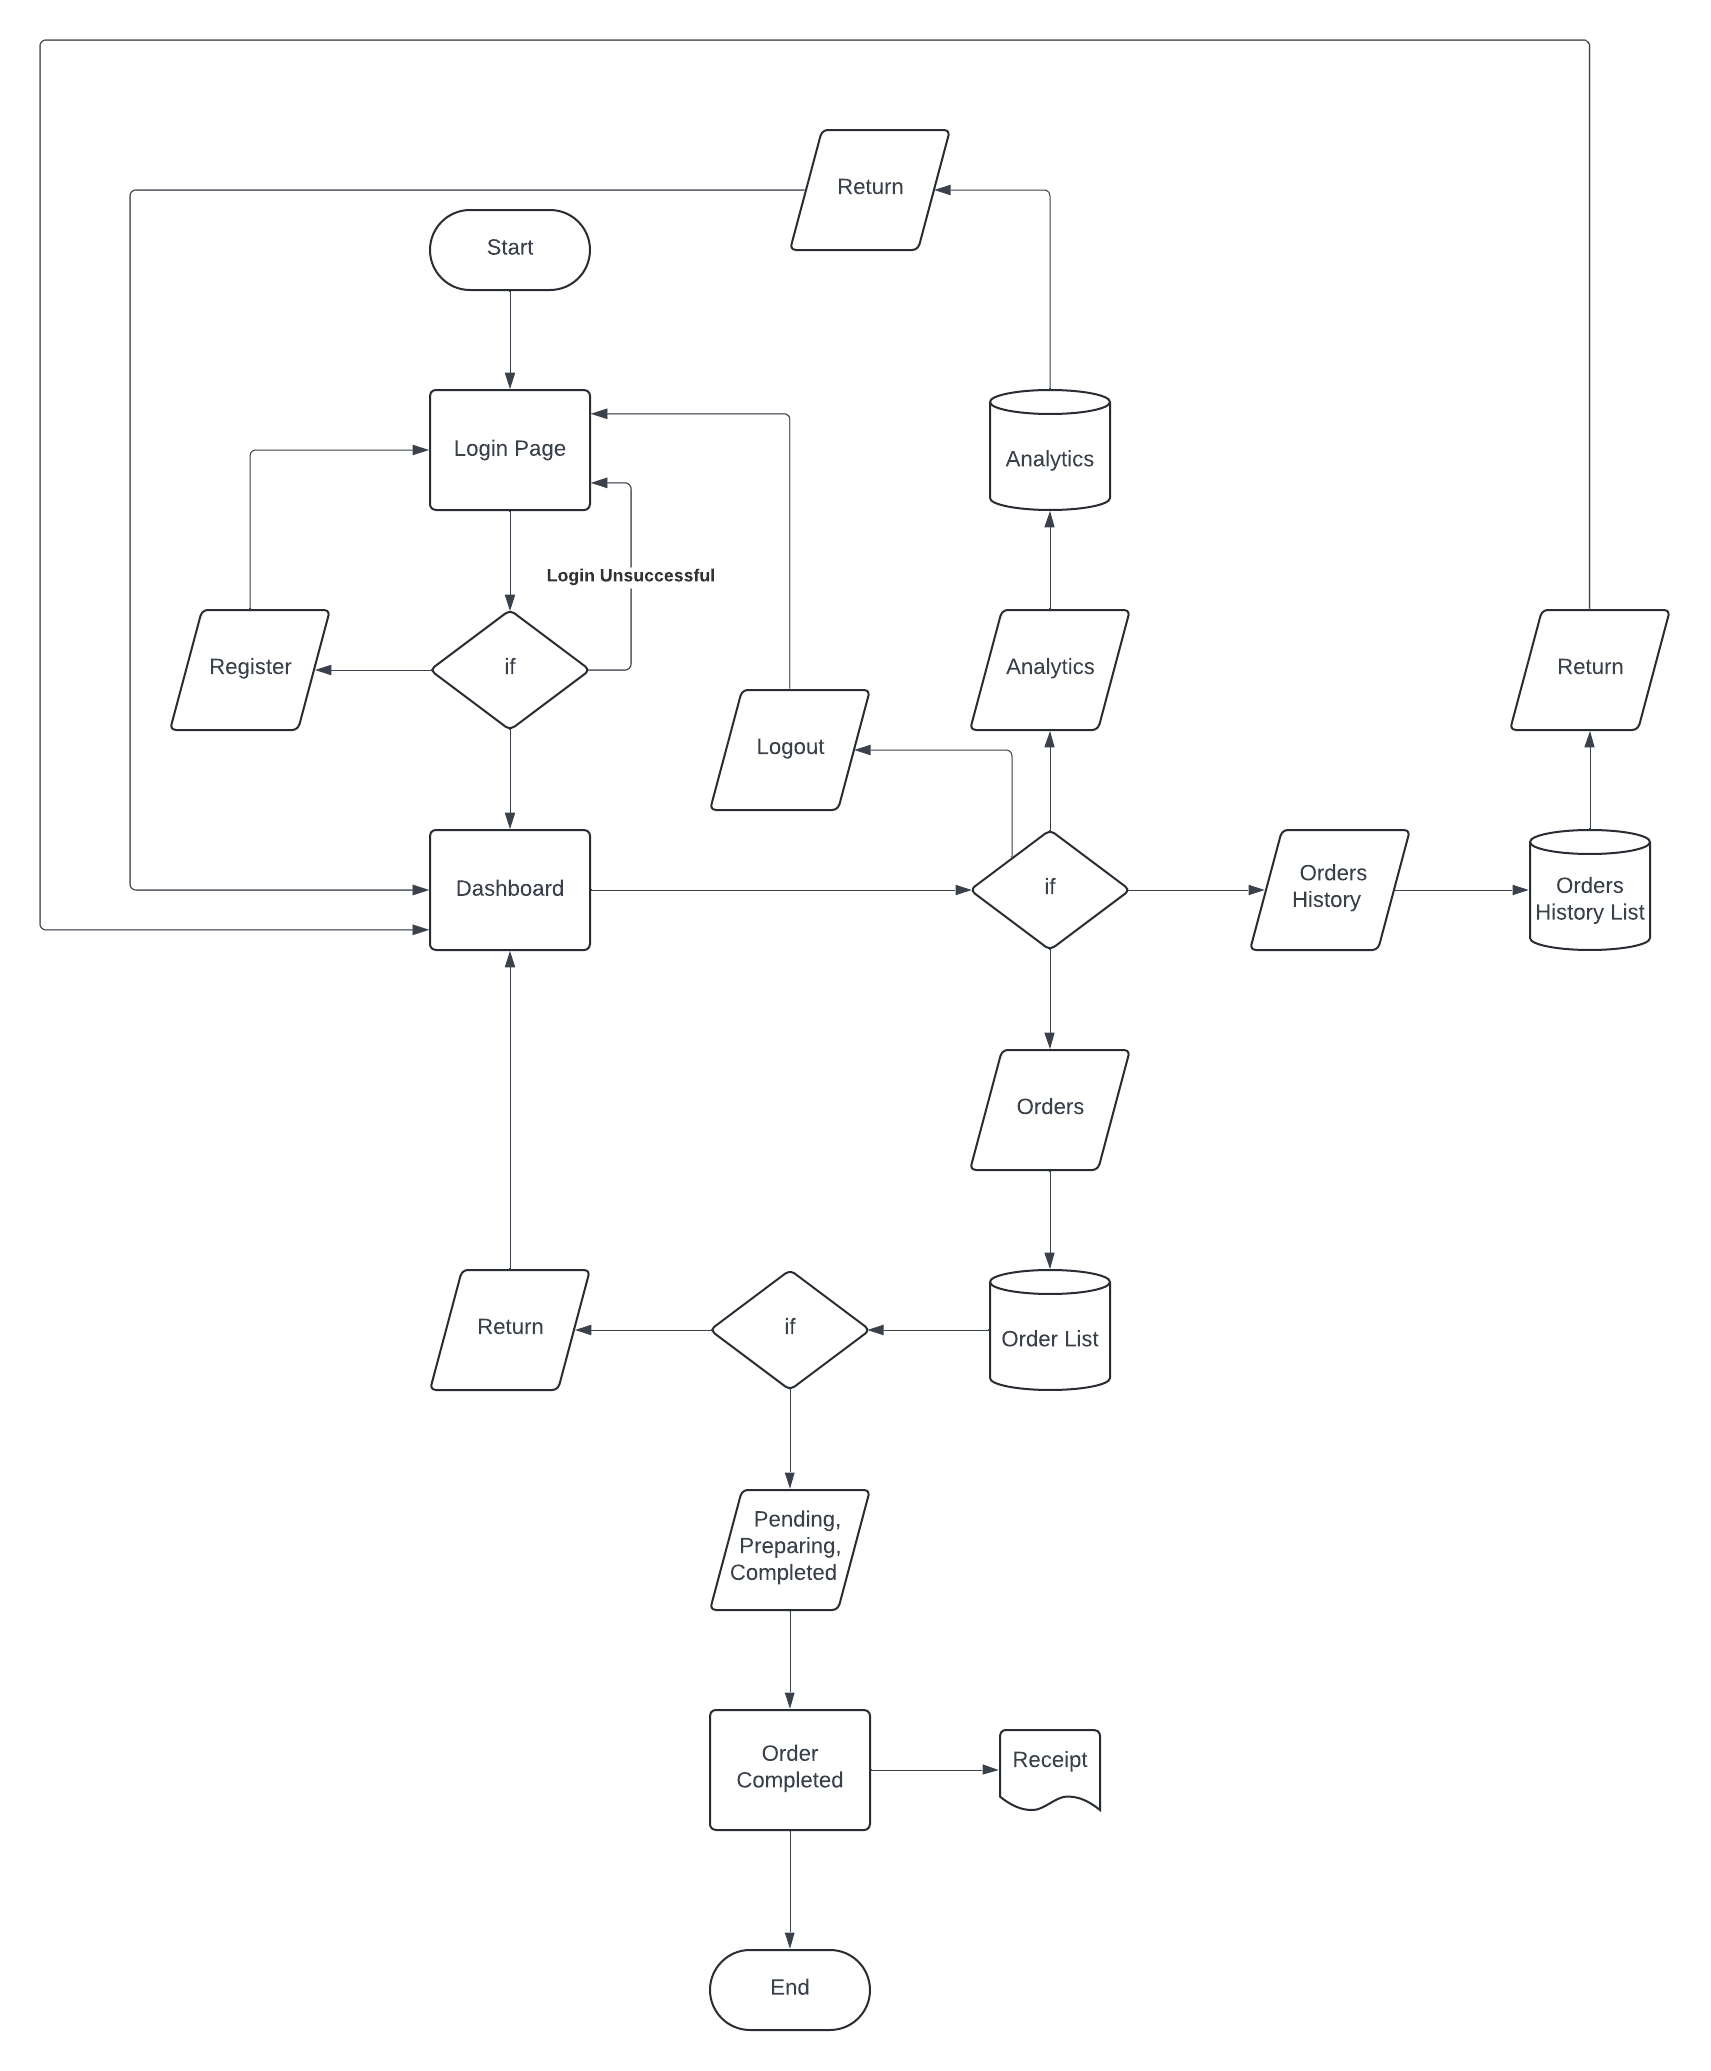 Return
Start
Login Page
Analytics
Login Unsuccessful
Register
if
Analytics
Return
Logout
Dashboard
if
Orders
History
Orders
History List
Orders
Return
if
Order List
Pending,
Preparing,
Completed
Order
Completed
Receipt
End